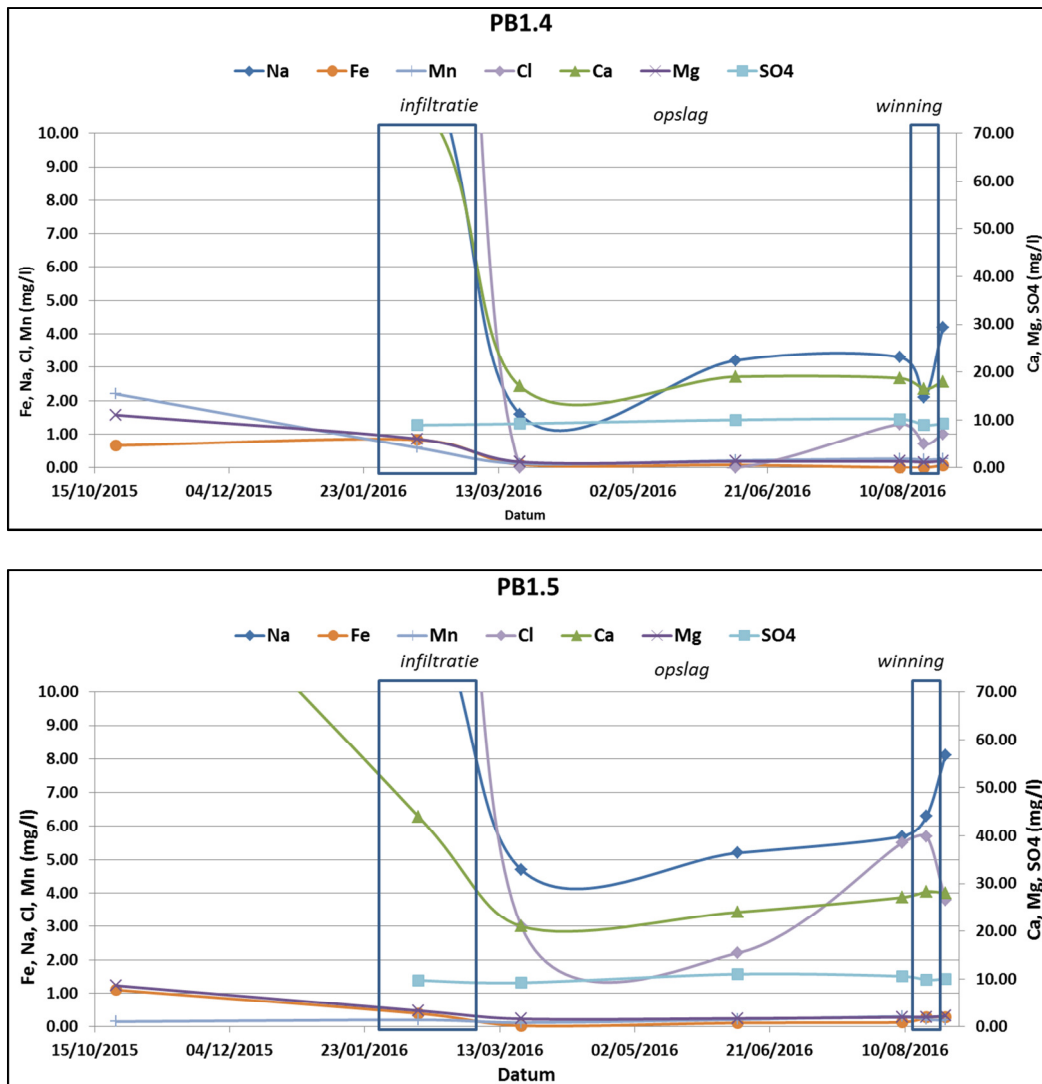 PB1.4
Na Fe Mn Cl Ca Mg SO4
infiltratie opslag winning
10.00 70.00
9.00
8.00 60.00
7.00 50.00
6.00 40.00
5.00
4.00 30.00
3.00 20.00
2.00
1.00 10.00
0.00 0.00
Fe, Na, Cl, Mn (mg/l)
Ca, Mg, SO4 (mg/l)
15/10/2015 04/12/2015 23/01/2016 13/03/2016 02/05/2016 21/06/2016 10/08/2016
Datum
PB1.5
Na Fe Mn Cl Ca Mg SO4
infiltratie opslag winning
10.00 70.00
9.00
8.00 60.00
7.00 50.00
6.00 40.00
5.00
4.00 30.00
3.00 20.00
2.00
1.00 10.00
0.00 0.00
Fe, Na, Cl, Mn (mg/l)
Ca, Mg, SO4 (mg/l)
15/10/2015 04/12/2015 23/01/2016 13/03/2016 02/05/2016 21/06/2016 10/08/2016
Datum